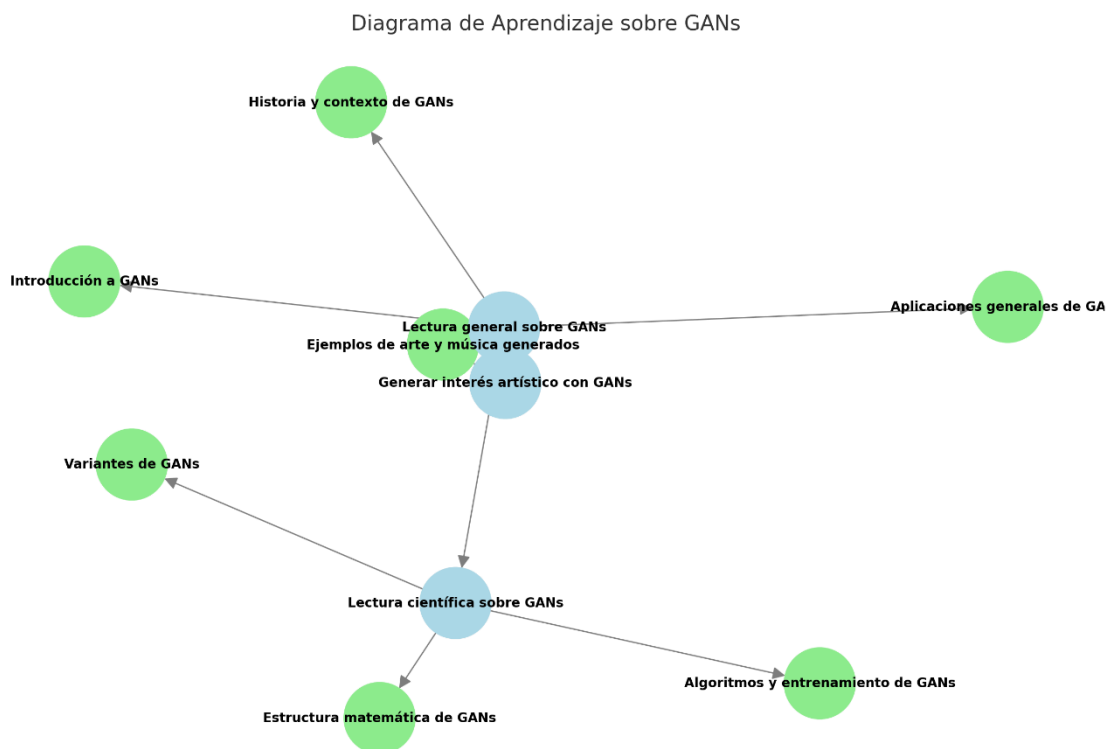 Diagrama de Aprendizaje sobre GANs
Historia y contexto de GANs
Introducción a GANs
Aplicaciones generales de GA
Lectura general sobre GANs
Ejemplos de arte y música generados
Generar interés artístico con GANs
Variantes de GANs
Lectura científica sobre GANs
Algoritmos y entrenamiento de GANs
Estructura matemática de GANs